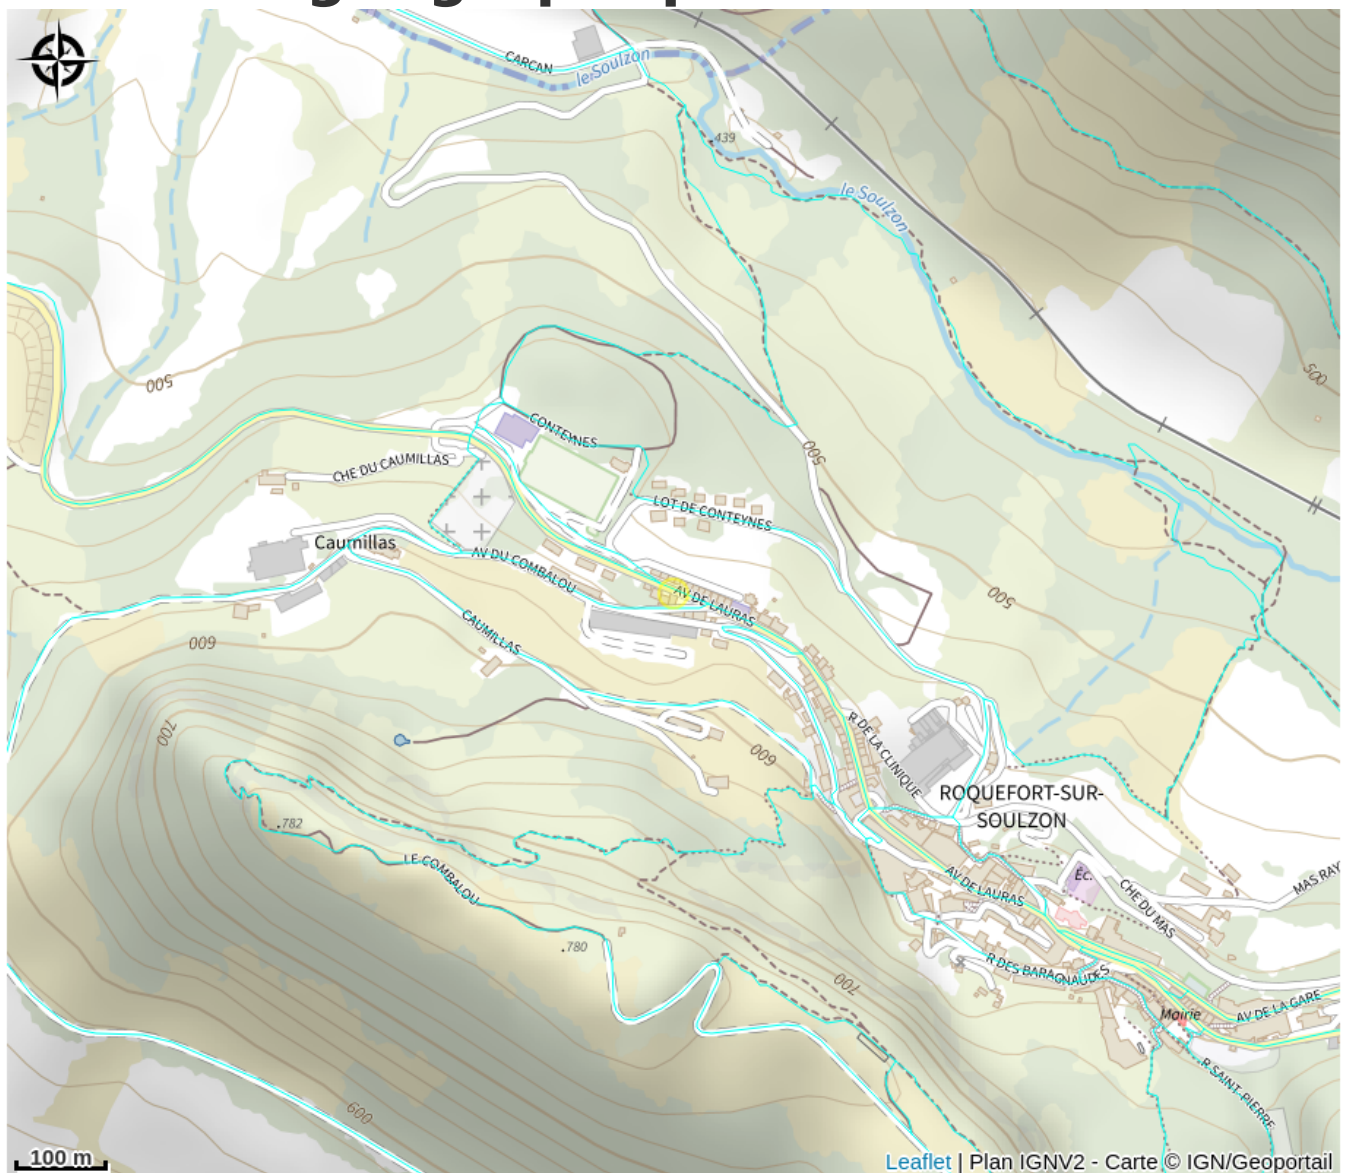 CARCAN
le Soulzon
439
le Soulzon
500
500
CONTEYNES
CHE DU CAUMILLAS
500
LOT DE CONTEYNES
Caumillas
AV DU COMBALOU
AV DE LAURAS
500
CAUMILLAS
600
700
600
R DE LA CLINIQUE
ROQUEFORT-SUR-
SOULZON
782
LE COMBALOU
AV DE LAURAS
Éc.
CHE DU MAS
MAS RAY
780
R DES BARAGNAUDES
700
Mairie
AV DE LA GARE
R SAINT-PIERRE
600
100 m
Leaflet | Plan IGNV2 - Carte © IGN/Geoportail